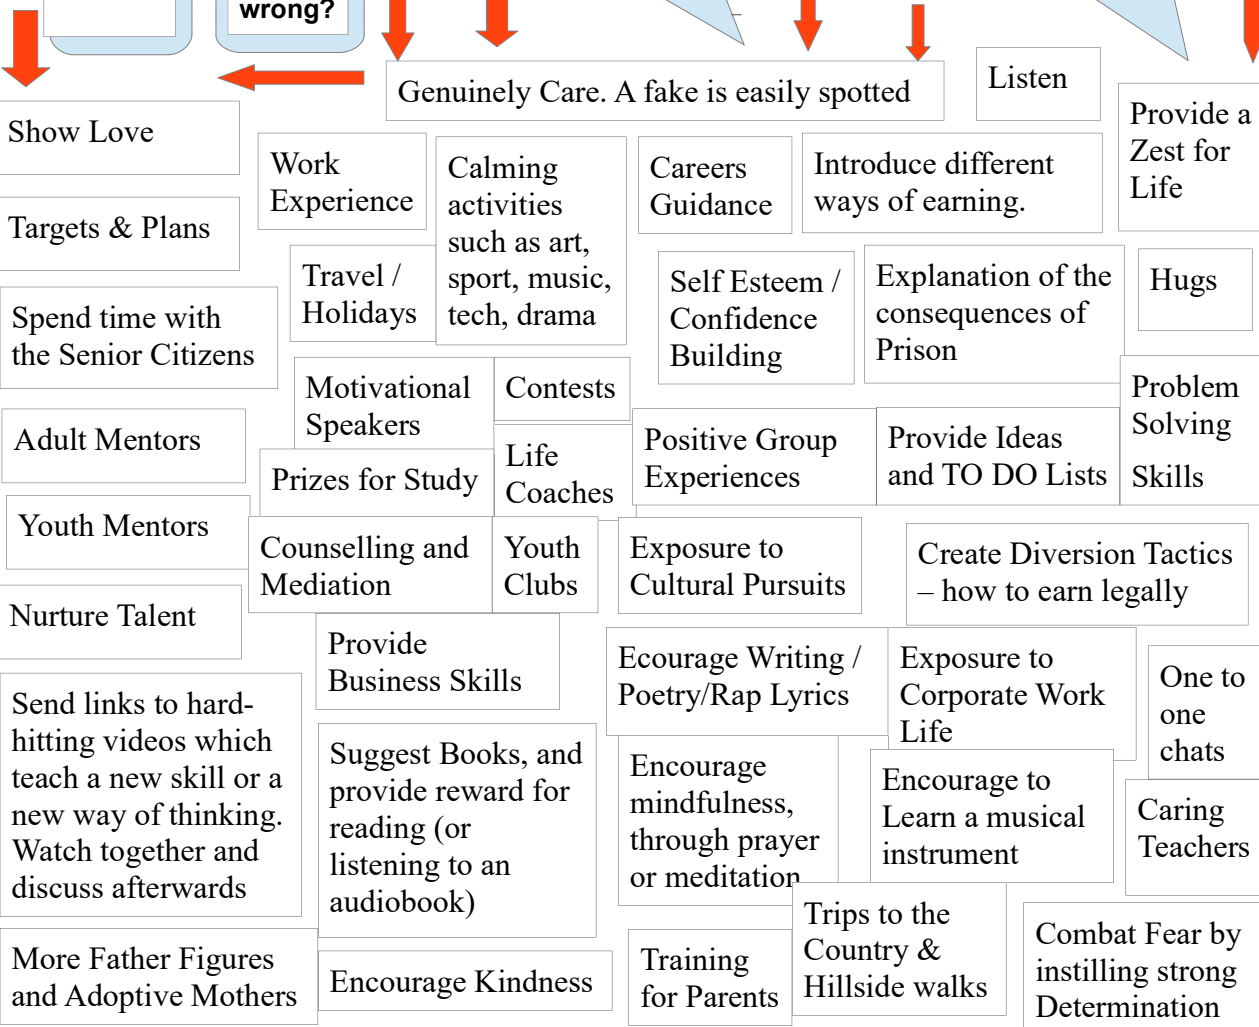 wrong?
Genuinely Care. A fake is easily spotted
Listen
Show Love
Provide a
Zest for
Life
Work
Experience
Calming
activities
such as art,
sport, music,
tech, drama
Careers
Guidance
Introduce different
ways of earning.
Targets & Plans
Travel /
Holidays
Self Esteem /
Confidence
Building
Explanation of the
consequences of
Prison
Hugs
Spend time with
the Senior Citizens
Motivational
Speakers
Contests
Problem
Solving
Skills
Adult Mentors
Prizes for Study
Life
Coaches
Positive Group
Experiences
Provide Ideas
and TO DO Lists
Youth Mentors
Counselling and
Mediation
Youth
Clubs
Exposure to
Cultural Pursuits
Create Diversion Tactics
– how to earn legally
Nurture Talent
Provide
Business Skills
Ecourage Writing /
Poetry/Rap Lyrics
Exposure to
Corporate Work
Life
One to
one
chats
Send links to hard-
hitting videos which
teach a new skill or a
new way of thinking.
Watch together and
discuss afterwards
Suggest Books, and
provide reward for
reading (or
listening to an
audiobook)
Encourage
mindfulness,
through prayer
or meditation
Encourage to
Learn a musical
instrument
Caring
Teachers
More Father Figures
and Adoptive Mothers
Encourage Kindness
Training
for Parents
Trips to the
Country &
Hillside walks
Combat Fear by
instilling strong
Determination